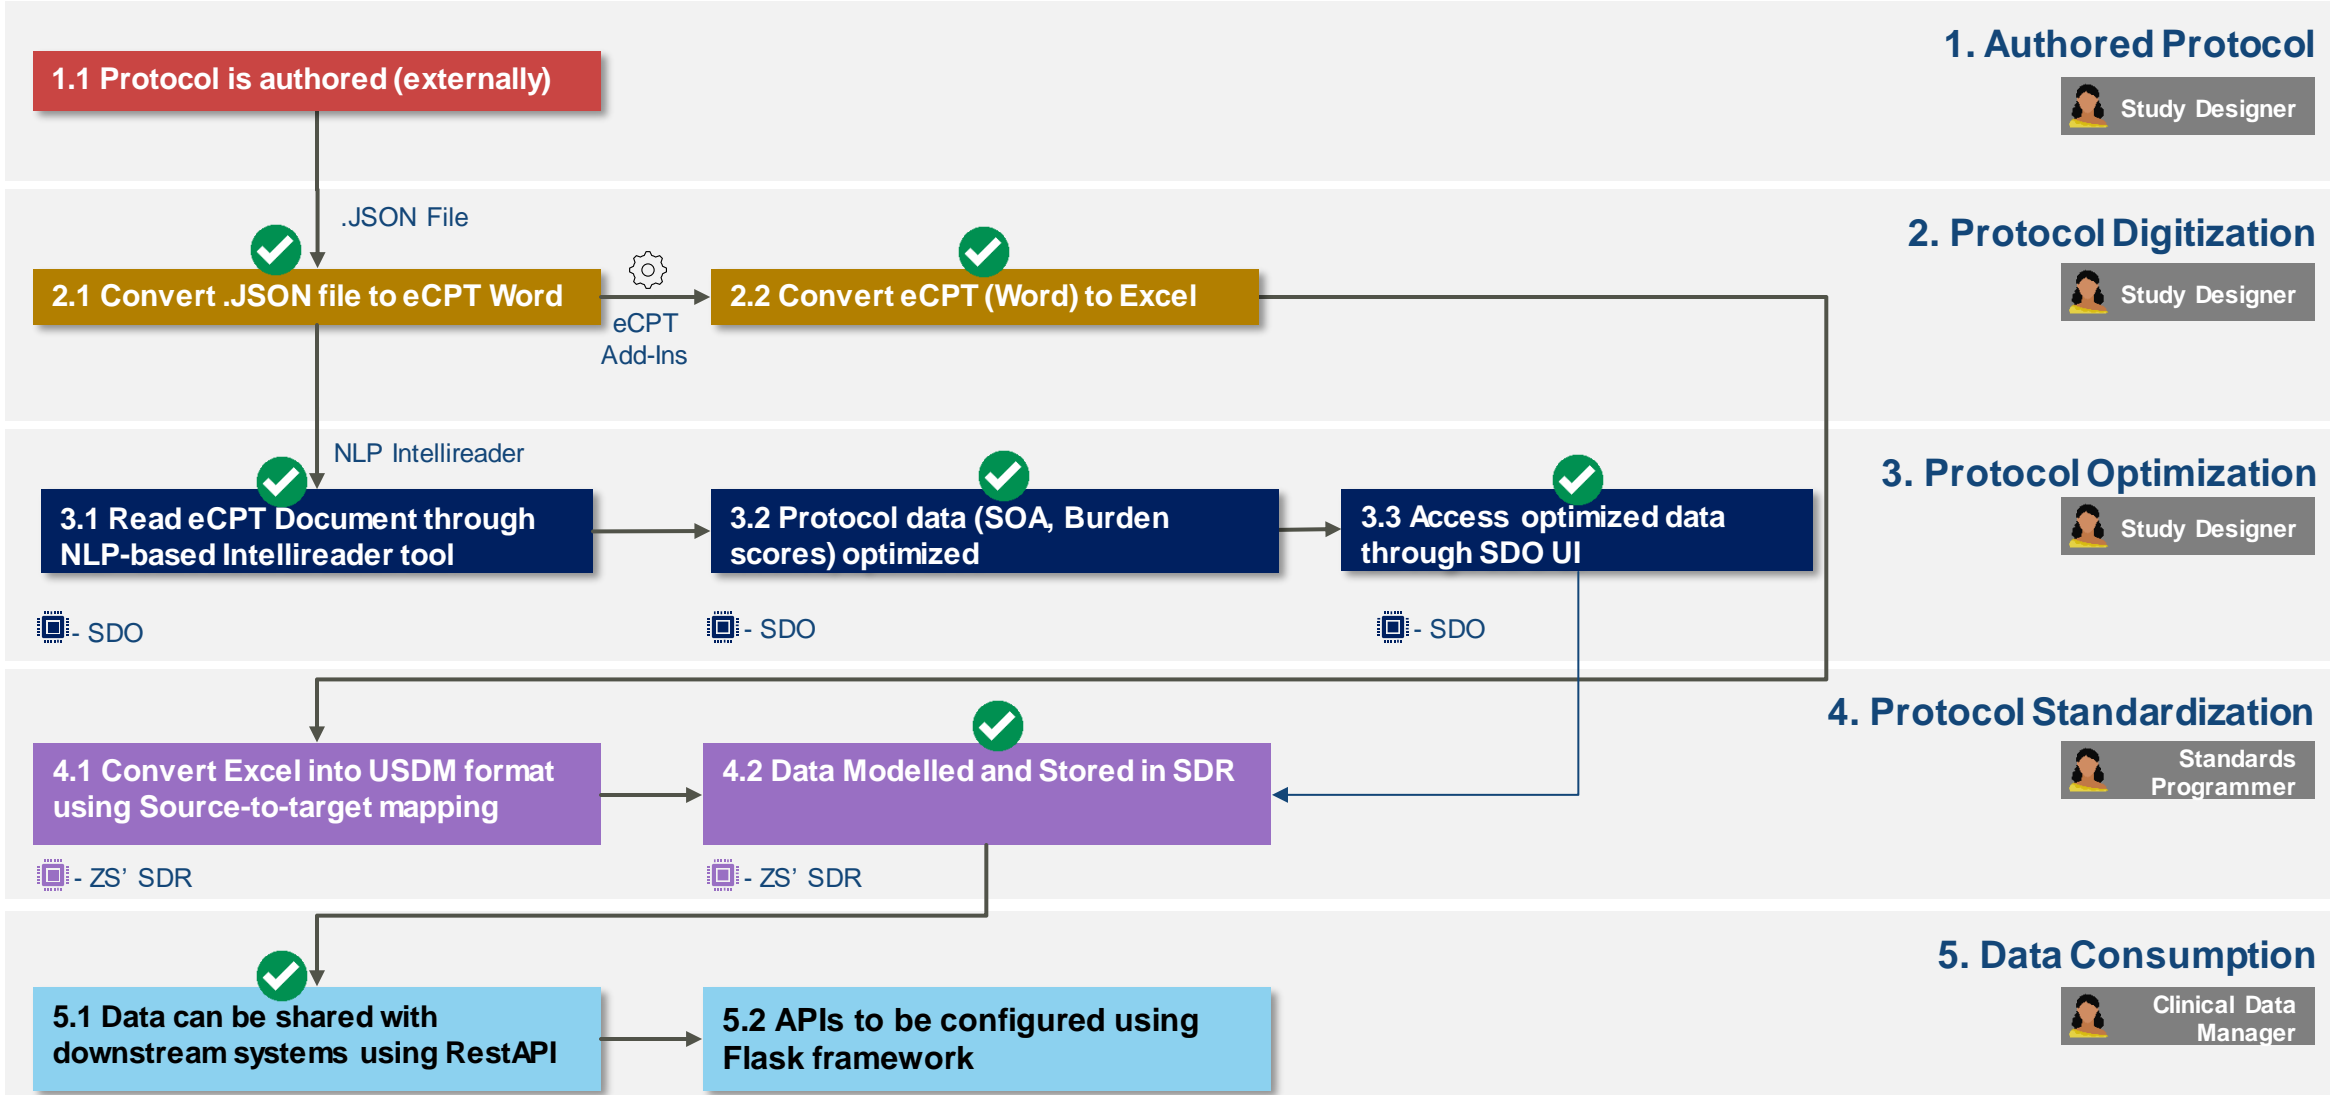 1. Authored Protocol
1.1 Protocol is authored (externally)
Study Designer
.JSON File
2. Protocol Digitization
2.1 Convert .JSON file to eCPT Word
eCPT
Add-Ins
2.2 Convert eCPT (Word) to Excel
Study Designer
NLP Intellireader
3. Protocol Optimization
3.1 Read eCPT Document through
NLP-based Intellireader tool
3.2 Protocol data (SOA, Burden
scores) optimized
3.3 Access optimized data
through SDO UI
Study Designer
- SDO
- SDO
- SDO
4. Protocol Standardization
4.1 Convert Excel into USDM format
using Source-to-target mapping
4.2 Data Modelled and Stored in SDR
Standards
Programmer
- ZS’ SDR
- ZS’ SDR
5. Data Consumption
5.1 Data can be shared with
downstream systems using RestAPI
5.2 APIs to be configured using
Flask framework
Clinical Data
Manager